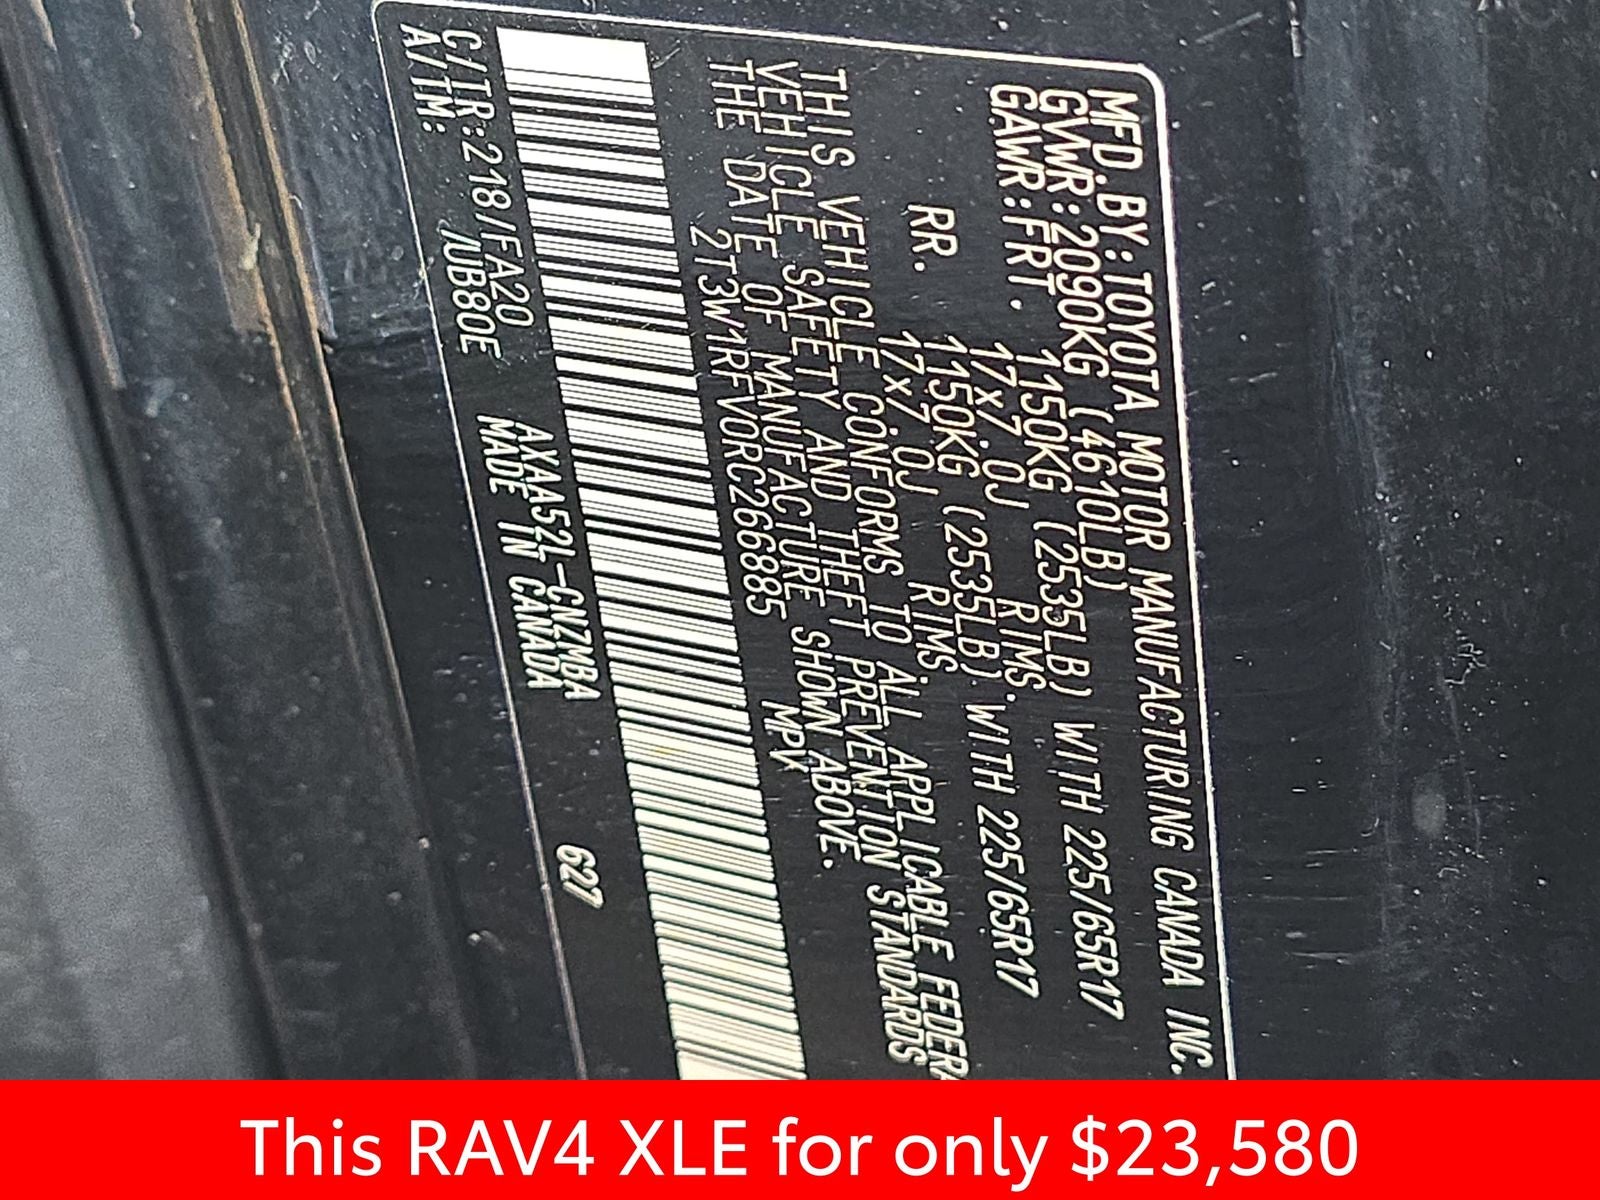 MFD.BY:TOYOTA MOTOR MANUFACTURING CANADA INC.
GVWR:2090KG (4610LB)
GAWR:FRT. 1150KG (2535LB) WITH 225/65R17
17x7.0J RIMS.
RR. 1150KG (2535LB) WITH 225/65R17
17x7.0J RIMS.
THIS VEHICLE CONFORMS TO ALL APPLICABLE FEDERA
VEHICLE SAFETY AND THEFT PREVENTION STANDARDS
THE DATE OF MANUFACTURE SHOWN ABOVE.
2T3W1RFV0RC266885 MPV
C/TR:218/FA20 AXAA52L-GNZMBA 627
A/TM: /UB80E MADE IN CANADA
This RAV4 XLE for only $23,580